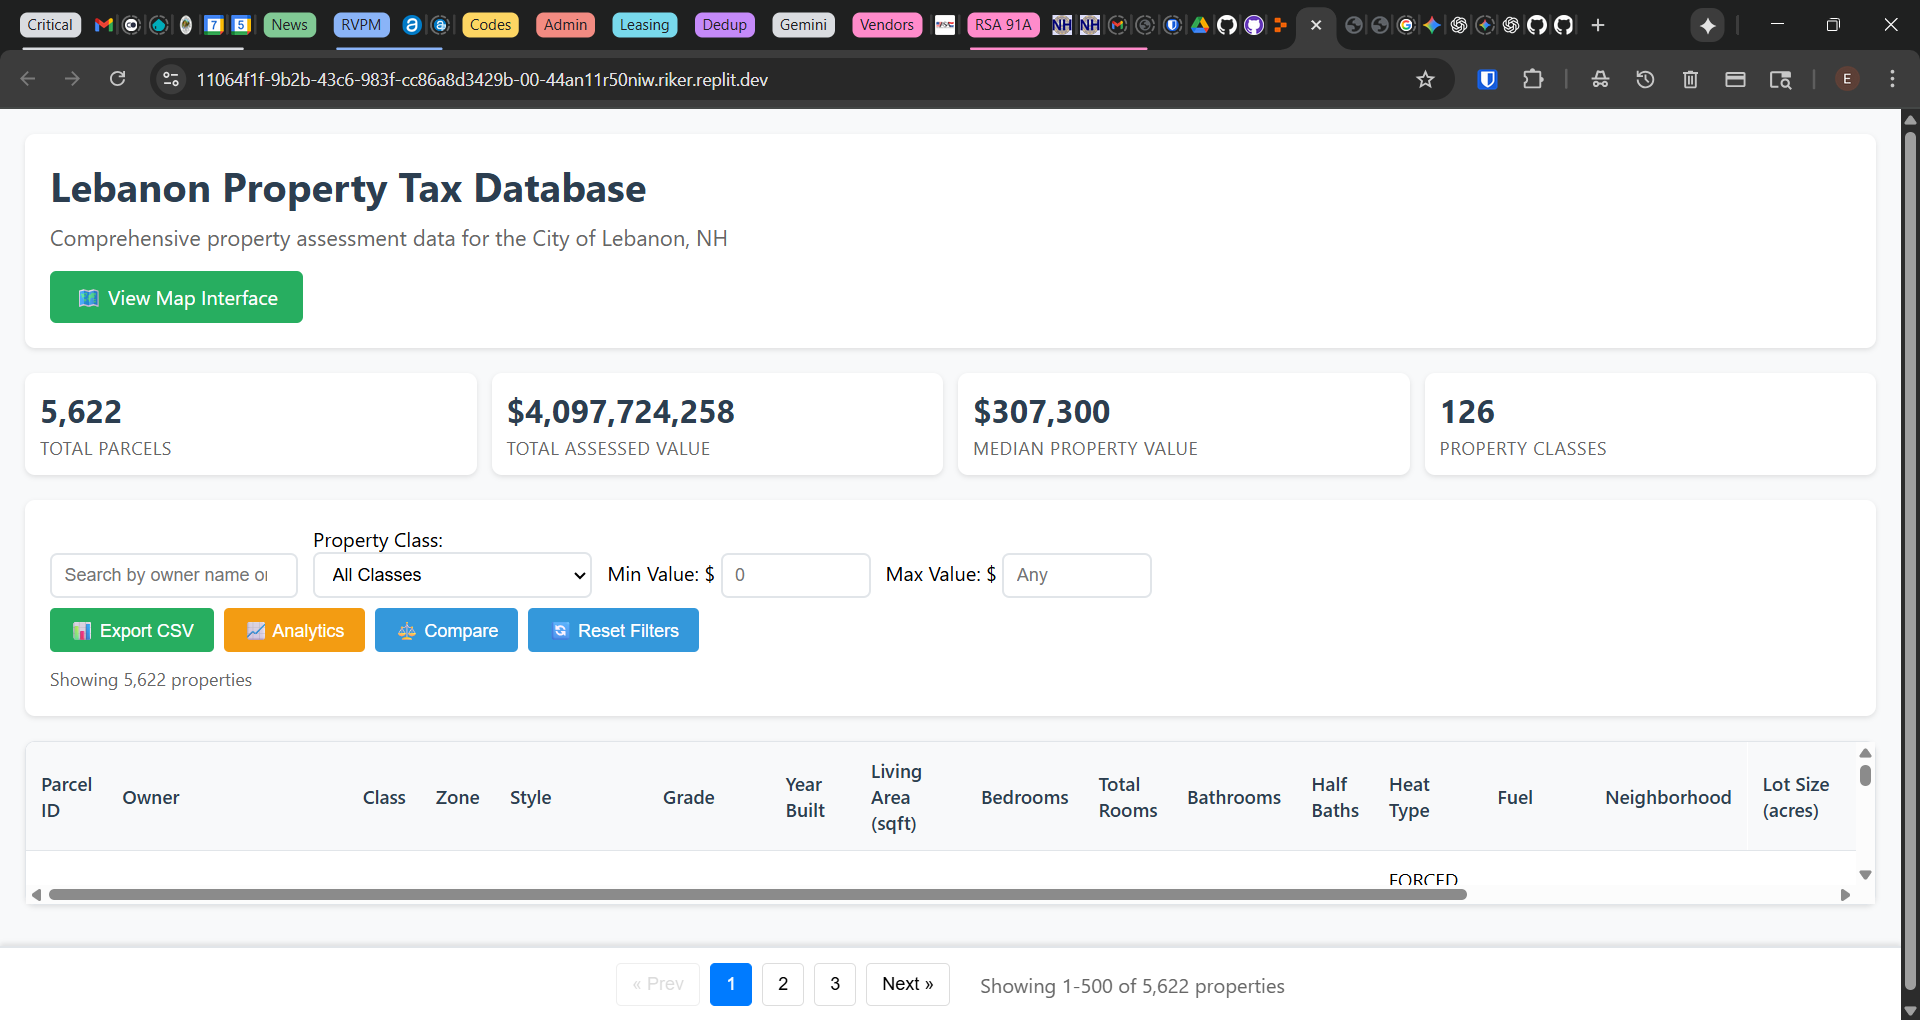 Critical
7
5
News
RVPM
Codes
Admin
Leasing
Dedup
Gemini
Vendors
RSA 91A
NH
NH
11064f1f-9b2b-43c6-983f-cc86a8d3429b-00-44an11r50niw.riker.replit.dev
E
Lebanon Property Tax Database
Comprehensive property assessment data for the City of Lebanon, NH
View Map Interface
5,622
TOTAL PARCELS
$4,097,724,258
TOTAL ASSESSED VALUE
$307,300
MEDIAN PROPERTY VALUE
126
PROPERTY CLASSES
Property Class:
Search by owner name or
All Classes
Min Value: $
0
Max Value: $
Any
Export CSV
Analytics
Compare
Reset Filters
Showing 5,622 properties
Parcel ID
Owner
Class
Zone
Style
Grade
Year Built
Living Area (sqft)
Bedrooms
Total Rooms
Bathrooms
Half Baths
Heat Type
Fuel
Neighborhood
Lot Size (acres)
FORCED
« Prev
1
2
3
Next »
Showing 1-500 of 5,622 properties